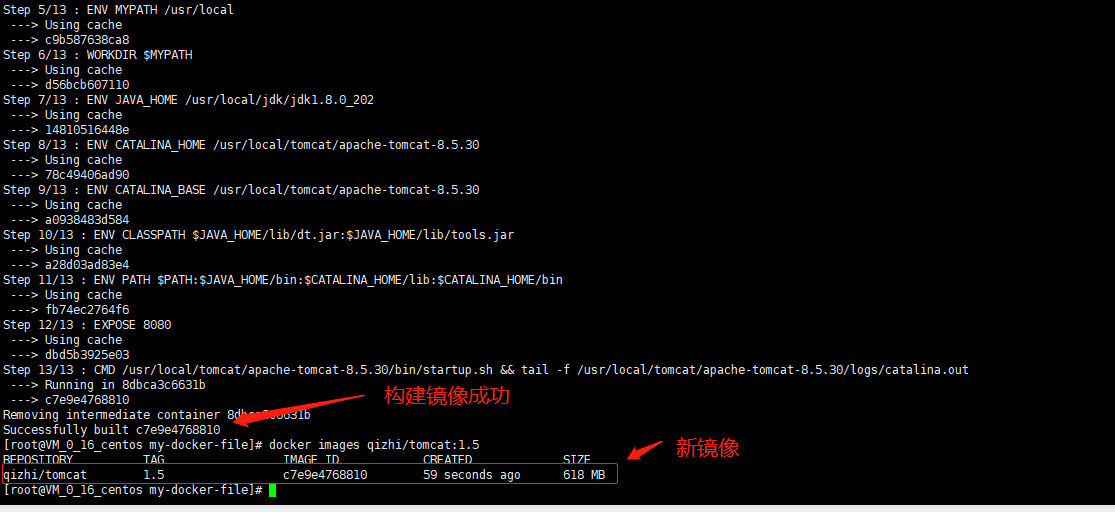 Step 5/13 : ENV MYPATH /usr/local
---> Using cache
---> c9b587638ca8
Step 6/13 : WORKDIR $MYPATH
---> Using cache
---> d56bcb607110
Step 7/13 : ENV JAVA_HOME /usr/local/jdk/jdk1.8.0_202
---> Using cache
---> 14810516448e
Step 8/13 : ENV CATALINA_HOME /usr/local/tomcat/apache-tomcat-8.5.30
---> Using cache
---> 78c49406ad90
Step 9/13 : ENV CATALINA_BASE /usr/local/tomcat/apache-tomcat-8.5.30
---> Using cache
---> a0938483d584
Step 10/13 : ENV CLASSPATH $JAVA_HOME/lib/dt.jar:$JAVA_HOME/lib/tools.jar
---> Using cache
---> a28d03ad83e4
Step 11/13 : ENV PATH $PATH:$JAVA_HOME/bin:$CATALINA_HOME/lib:$CATALINA_HOME/bin
---> Using cache
---> fb74ec2764f6
Step 12/13 : EXPOSE 8080
---> Using cache
---> dbd5b3925e03
Step 13/13 : CMD /usr/local/tomcat/apache-tomcat-8.5.30/bin/startup.sh && tail -f /usr/local/tomcat/apache-tomcat-8.5.30/logs/catalina.out
---> Running in 8dbca3c6631b
---> c7e9e4768810
构建镜像成功
Removing intermediate container 8dbca3c6631b
Successfully built c7e9e4768810
[root@VM_0_16_centos my-docker-file]# docker images qizhi/tomcat:1.5
新镜像
REPOSITORY TAG IMAGE ID CREATED SIZE
qizhi/tomcat 1.5 c7e9e4768810 59 seconds ago 618 MB
[root@VM_0_16_centos my-docker-file]#